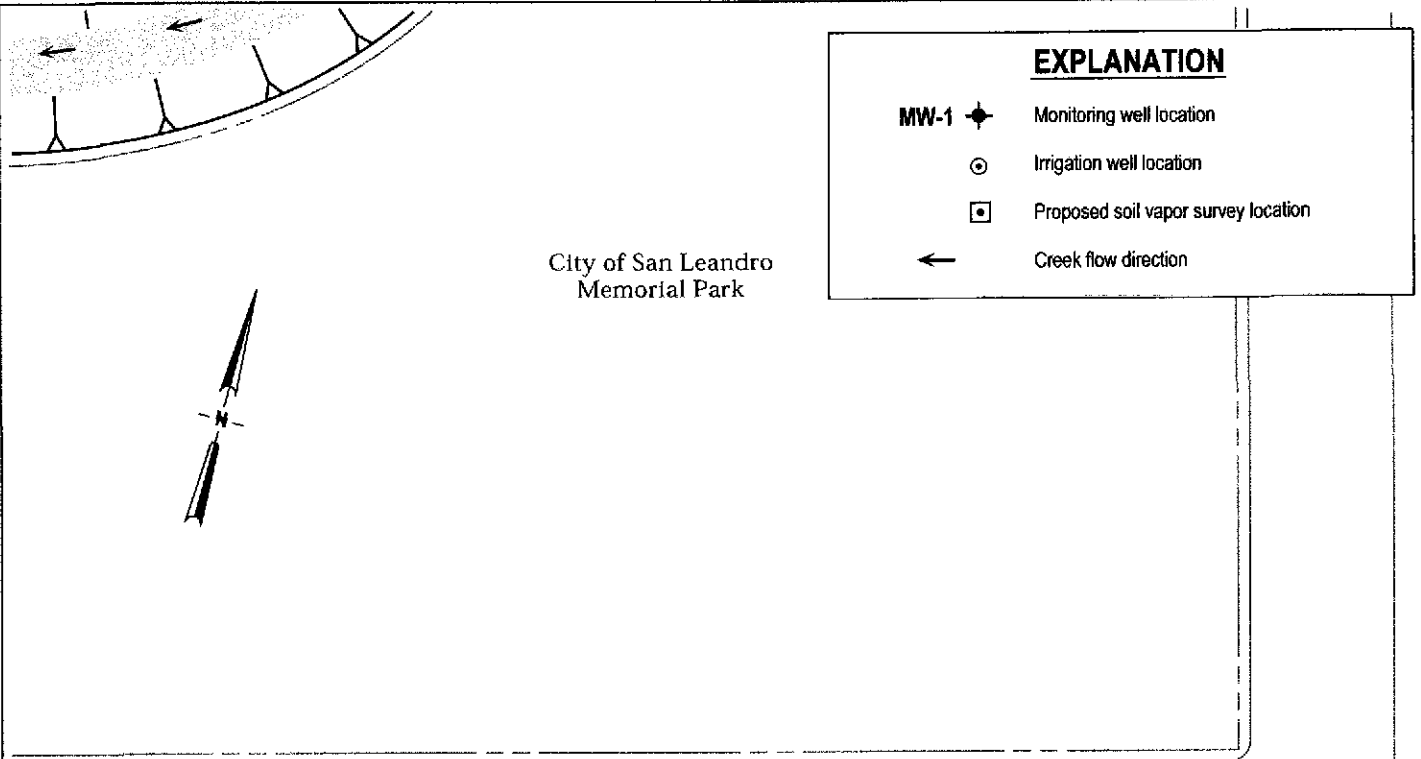 EXPLANATION
MW-1 Monitoring well location
Irrigation well location
Proposed soil vapor survey location
Creek flow direction
City of San Leandro
Memorial Park
N